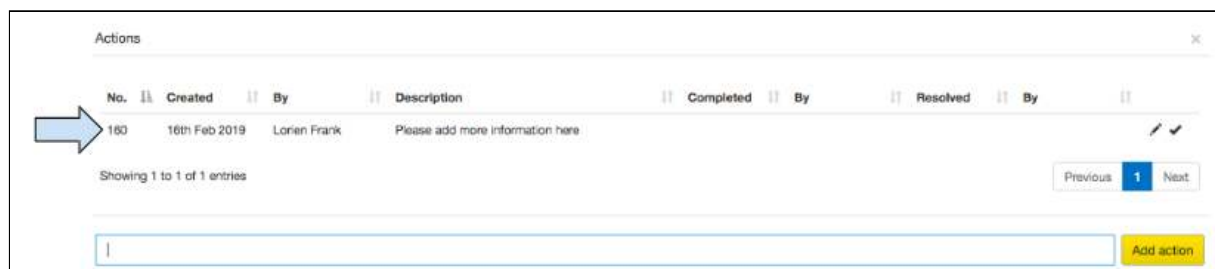 Actions
No. Created By Description Completed By Resolved By
160 16th Feb 2019 Lorien Frank Please add more information here
Showing 1 to 1 of 1 entries
Previous 1 Next
Add action